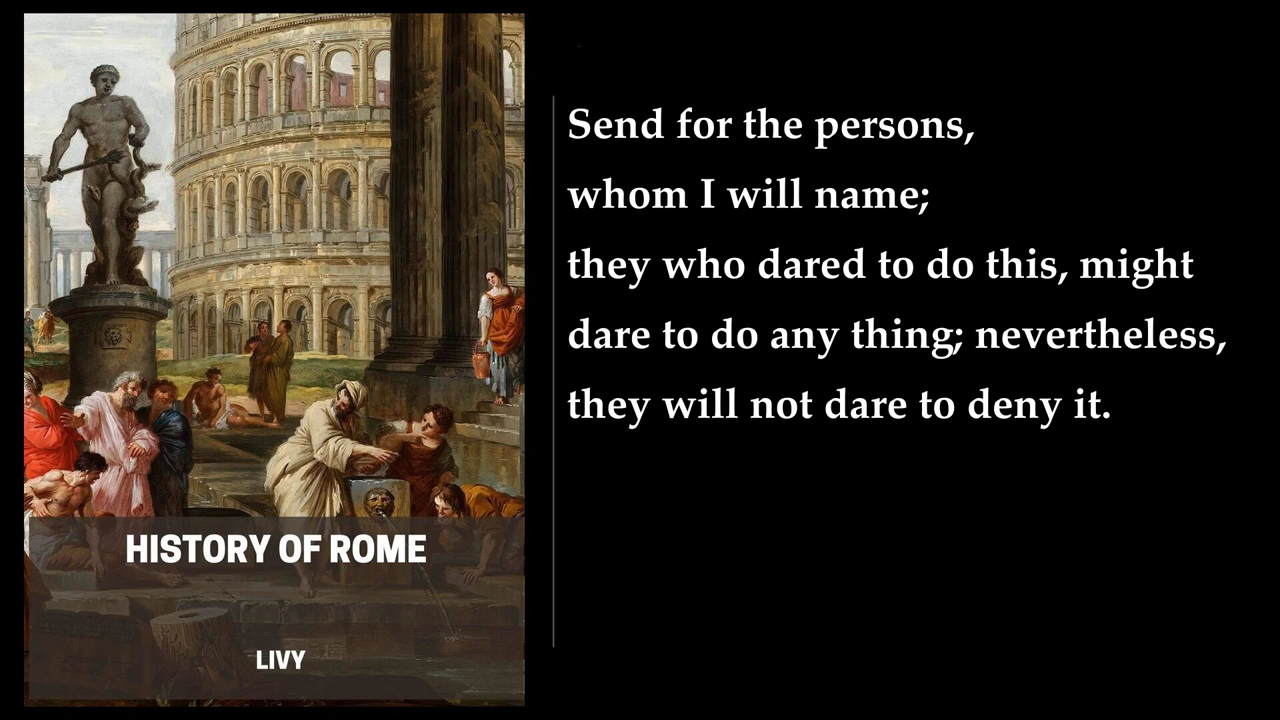 HISTORY OF ROME
LIVY
Send for the persons,
whom I will name;
they who dared to do this, might
dare to do any thing; nevertheless,
they will not dare to deny it.